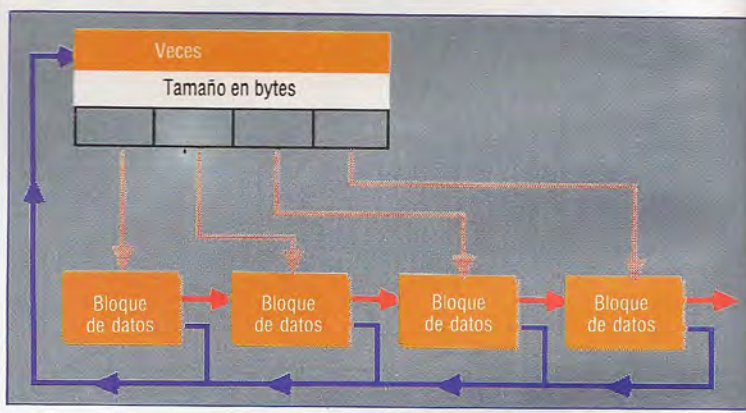 Veces
Tamaño en bytes
Bloque
de datos
Bloque
de datos
Bloque
de datos
Bloque
de datos